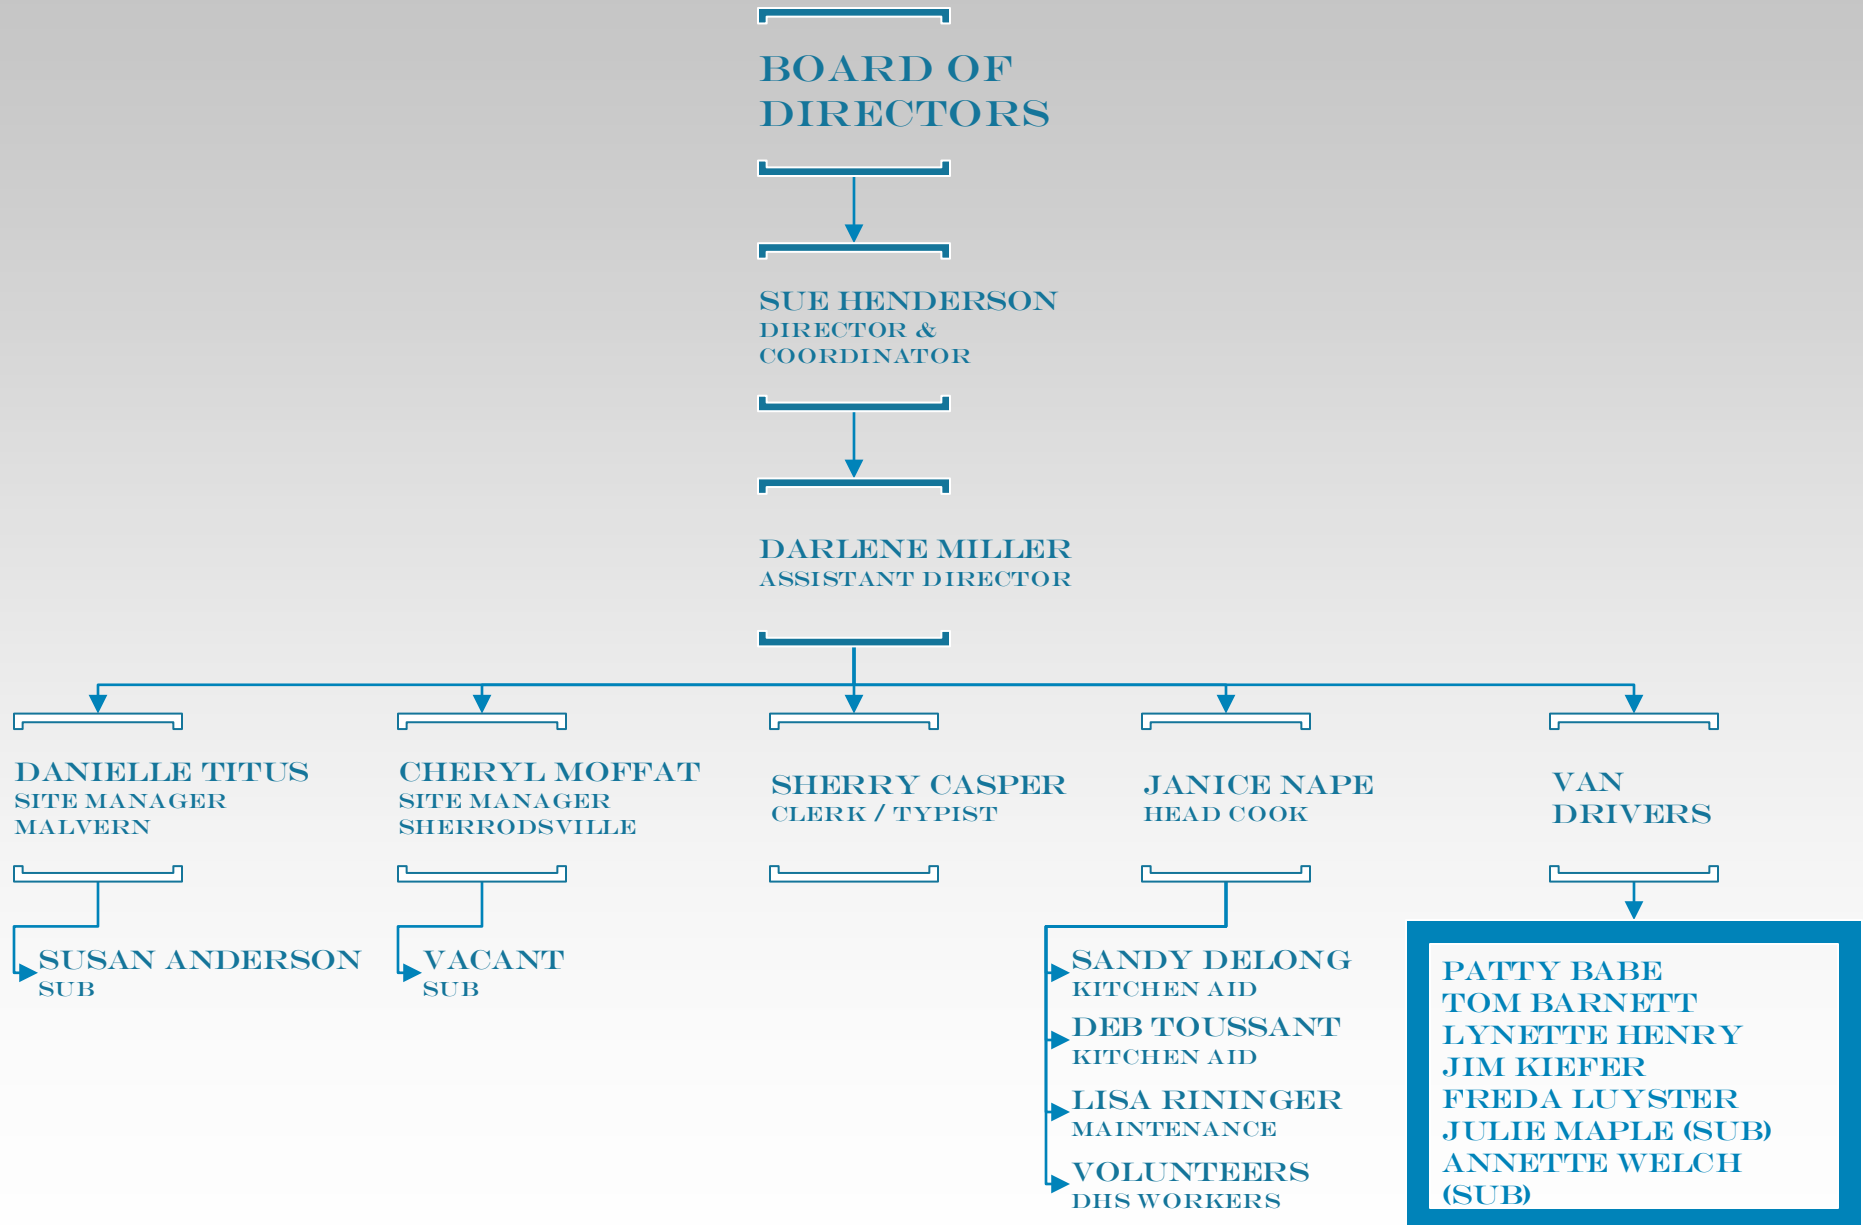 BOARD OF
DIRECTORS
SUE HENDERSON
DIRECTOR &
COORDINATOR
DARLENE MILLER
ASSISTANT DIRECTOR
DANIELLE TITUS
SITE MANAGER
MALVERN
CHERYL MOFFAT
SITE MANAGER
SHERRODSVILLE
SHERRY CASPER
CLERK / TYPIST
JANICE NAPE
HEAD COOK
VAN
DRIVERS
SUSAN ANDERSON
SUB
VACANT
SUB
SANDY DELONG
KITCHEN AID
DEB TOUSSANT
KITCHEN AID
LISA RININGER
MAINTENANCE
VOLUNTEERS
DHS WORKERS
PATTY BABE
TOM BARNETT
LYNETTE HENRY
JIM KIEFER
FREDA LUYSTER
JULIE MAPLE (SUB)
ANNETTE WELCH
(SUB)